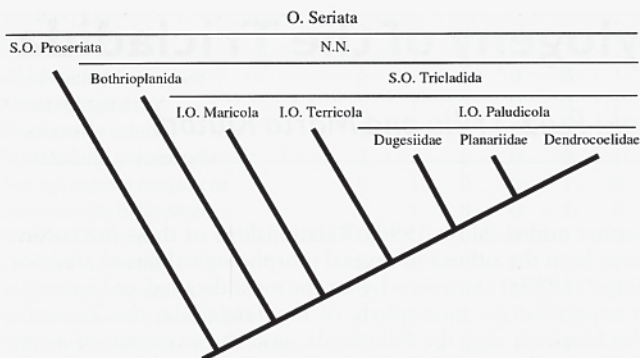 O. Seriata
S.O. Proseriata N.N.
Bothrioplanida S.O. Tricladida
I.O. Maricola I.O. Terricola I.O. Paludicola
Dugesiidae Planariidae Dendrocoelidae